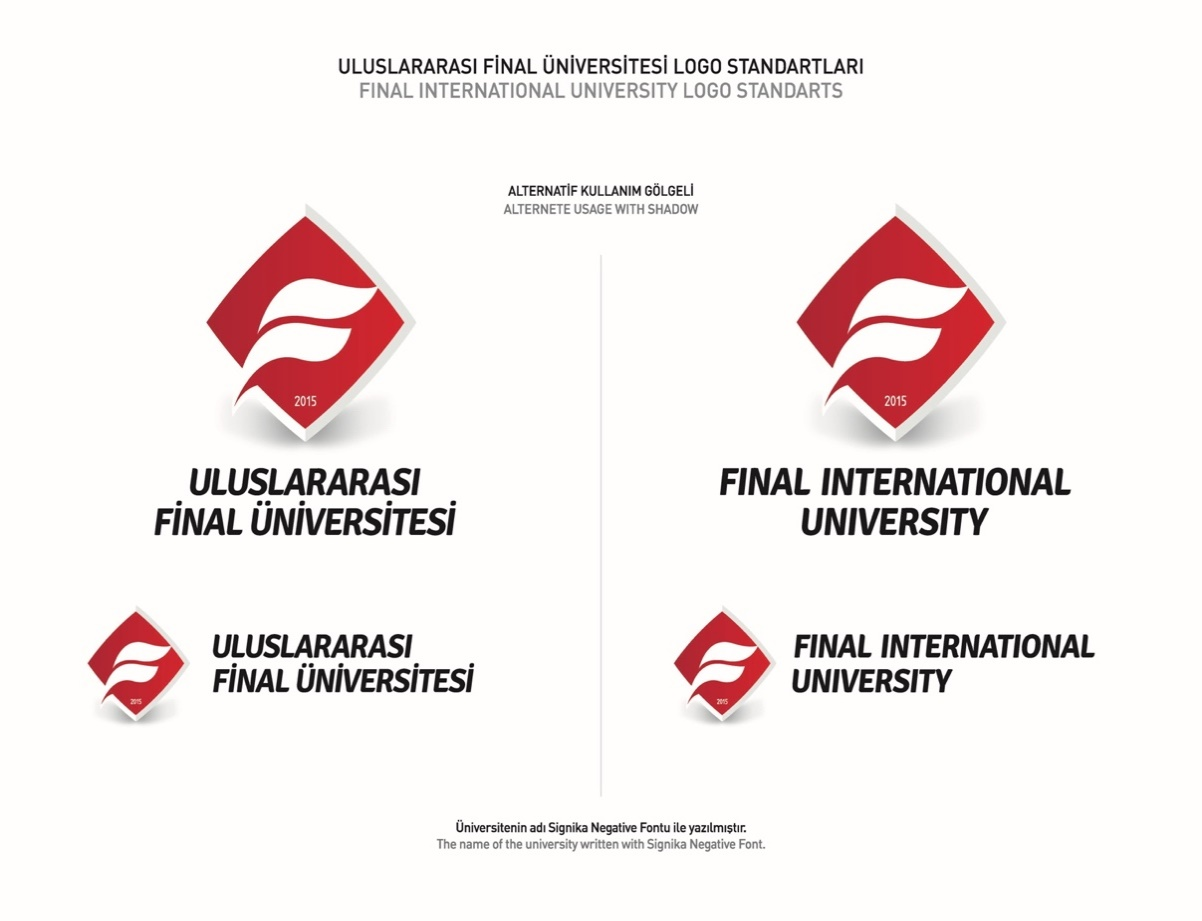 ULUSLARARASI FİNAL ÜNİVERSİTESİ LOGO STANDARTLARI
FINAL INTERNATIONAL UNIVERSITY LOGO STANDARTS
ALTERNATİF KULLANIM GÖLGELİ
ALTERNETE USAGE WITH SHADOW
2015
ULUSLARARASI
FİNAL ÜNİVERSİTESİ
2015
FINAL INTERNATIONAL
UNIVERSITY
2015
ULUSLARARASI
FİNAL ÜNİVERSİTESİ
2015
FINAL INTERNATIONAL
UNIVERSITY
Üniversitenin adı Signika Negative Fontu ile yazılmıştır.
The name of the university written with Signika Negative Font.